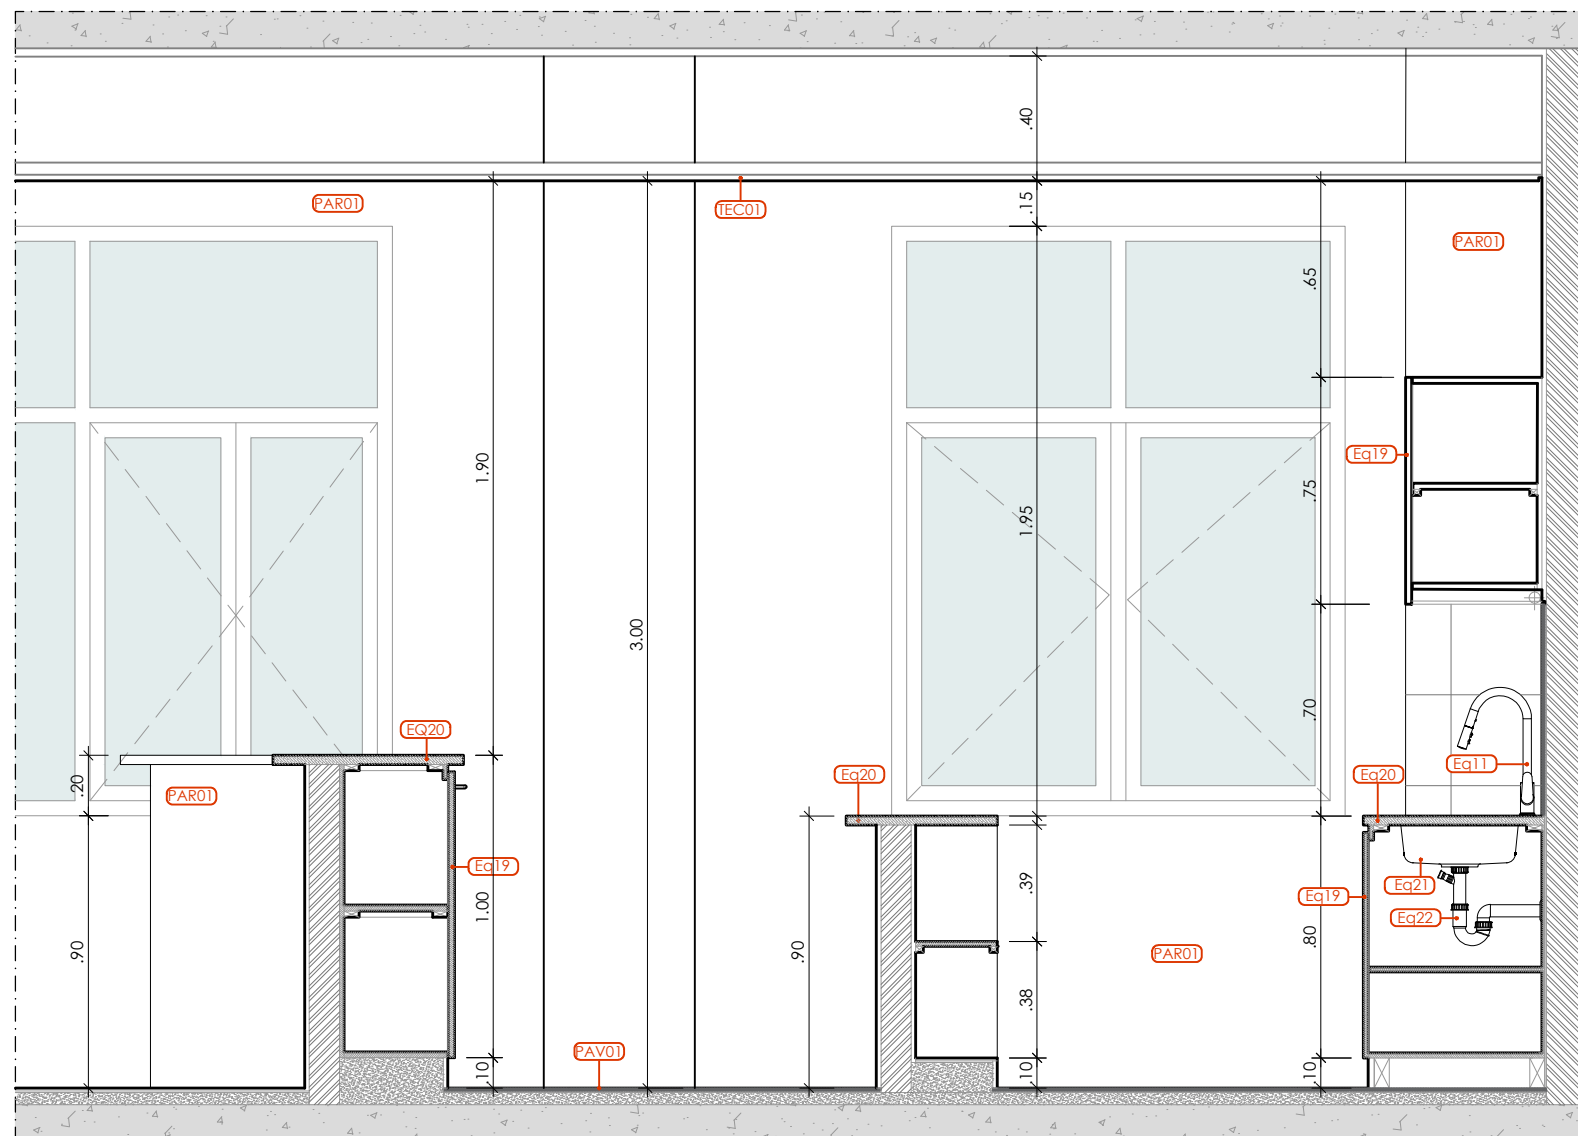 .40
PAR01
TEC01
.15
PAR01
.65
1.90
Eq19
.75
1.95
3.00
.70
EQ20
Eq11
Eq20
Eq20
.20
PAR01
Eq19
.39
Eq21
Eq19
1.00
Eq22
.90
.90
PAR01
.80
.38
PAV01
.10
.10
.10